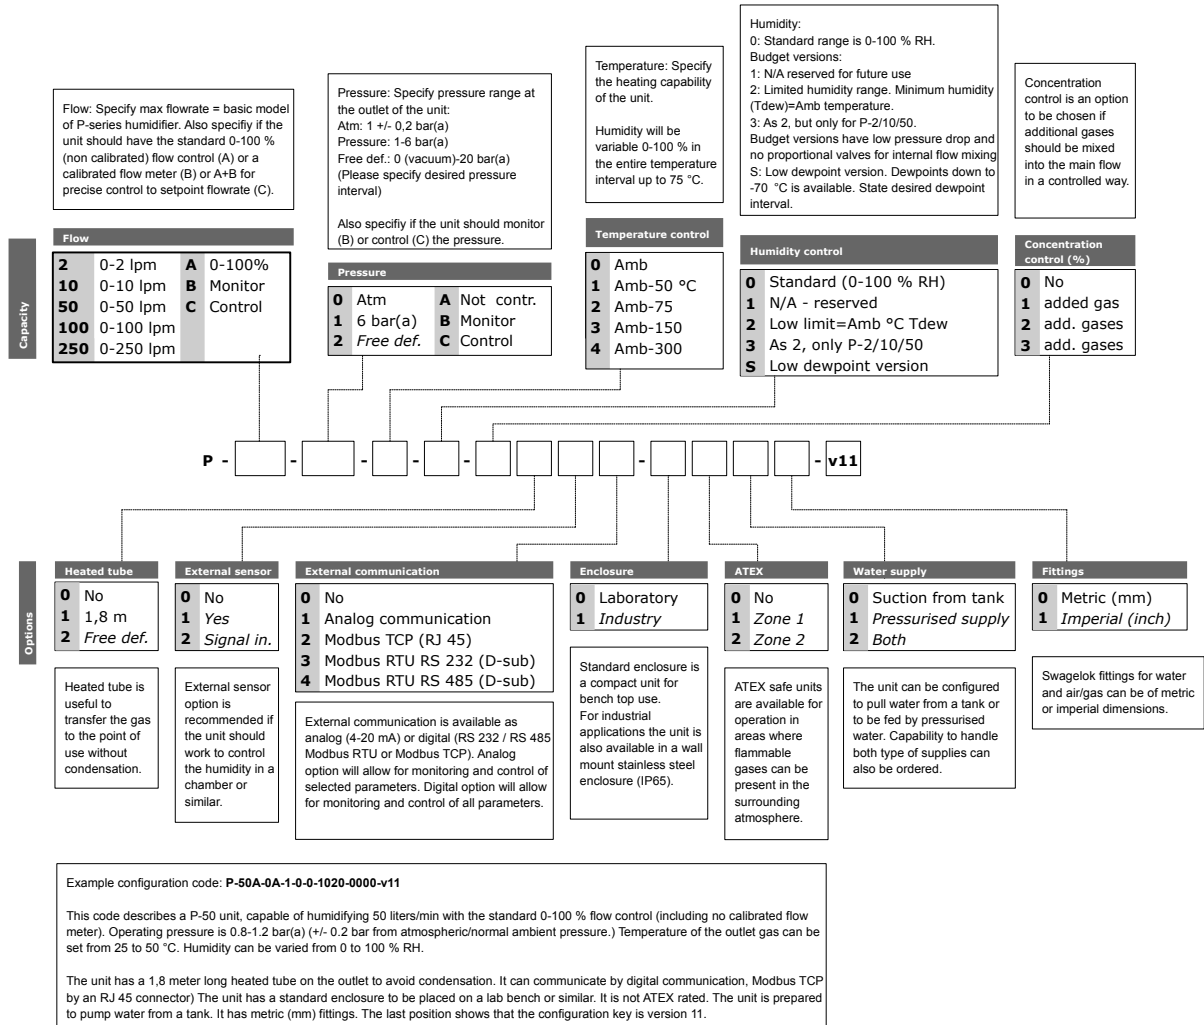 Flow: Specify max flowrate = basic model
of P-series humidifier. Also specifiy if the
unit should have the standard 0-100 %
(non calibrated) flow control (A) or a
calibrated flow meter (B) or A+B for
precise control to setpoint flowrate (C).
Pressure: Specify pressure range at
the outlet of the unit:
Atm: 1 +/- 0,2 bar(a)
Pressure: 1-6 bar(a)
Free def.: 0 (vacuum)-20 bar(a)
(Please specify desired pressure
interval)
Also specifiy if the unit should monitor
(B) or control (C) the pressure.
Temperature: Specify
the heating capability
of the unit.
Humidity will be
variable 0-100 % in
the entire temperature
interval up to 75 °C.
Humidity:
0: Standard range is 0-100 % RH.
Budget versions:
1: N/A reserved for future use
2: Limited humidity range. Minimum humidity
(Tdew)=Amb temperature.
3: As 2, but only for P-2/10/50.
Budget versions have low pressure drop and
no proportional valves for internal flow mixing
S: Low dewpoint version. Dewpoints down to
-70 °C is available. State desired dewpoint
interval.
Concentration
control is an option
to be chosen if
additional gases
should be mixed
into the main flow
in a controlled way.
Capacity
Flow
2 0-2 lpm A 0-100%
10 0-10 lpm B Monitor
50 0-50 lpm C Control
100 0-100 lpm
250 0-250 lpm
Pressure
0 Atm A Not contr.
1 6 bar(a) B Monitor
2 Free def. C Control
Temperature control
0 Amb
1 Amb-50 °C
2 Amb-75
3 Amb-150
4 Amb-300
Humidity control
0 Standard (0-100 % RH)
1 N/A - reserved
2 Low limit=Amb °C Tdew
3 As 2, only P-2/10/50
S Low dewpoint version
Concentration
control (%)
0 No
1 added gas
2 add. gases
3 add. gases
P - - - - - - - v11
Options
Heated tube
0 No
1 1,8 m
2 Free def.
Heated tube is
useful to
transfer the gas
to the point of
use without
condensation.
External sensor
0 No
1 Yes
2 Signal in.
External sensor
option is
recommended if
the unit should
work to control
the humidity in a
chamber or
similar.
External communication
0 No
1 Analog communication
2 Modbus TCP (RJ 45)
3 Modbus RTU RS 232 (D-sub)
4 Modbus RTU RS 485 (D-sub)
External communication is available as
analog (4-20 mA) or digital (RS 232 / RS 485
Modbus RTU or Modbus TCP). Analog
option will allow for monitoring and control of
selected parameters. Digital option will allow
for monitoring and control of all parameters.
Enclosure
0 Laboratory
1 Industry
Standard enclosure is
a compact unit for
bench top use.
For industrial
applications the unit is
also available in a wall
mount stainless steel
enclosure (IP65).
ATEX
0 No
1 Zone 1
2 Zone 2
ATEX safe units
are available for
operation in
areas where
flammable
gases can be
present in the
surrounding
atmosphere.
Water supply
0 Suction from tank
1 Pressurised supply
2 Both
The unit can be configured
to pull water from a tank or
to be fed by pressurised
water. Capability to handle
both type of supplies can
also be ordered.
Fittings
0 Metric (mm)
1 Imperial (inch)
Swagelok fittings for water
and air/gas can be of metric
or imperial dimensions.
Example configuration code: P-50A-0A-1-0-0-1020-0000-v11
This code describes a P-50 unit, capable of humidifying 50 liters/min with the standard 0-100 % flow control (including no calibrated flow
meter). Operating pressure is 0.8-1.2 bar(a) (+/- 0.2 bar from atmospheric/normal ambient pressure.) Temperature of the outlet gas can be
set from 25 to 50 °C. Humidity can be varied from 0 to 100 % RH.
The unit has a 1,8 meter long heated tube on the outlet to avoid condensation. It can communicate by digital communication, Modbus TCP
by an RJ 45 connector) The unit has a standard enclosure to be placed on a lab bench or similar. It is not ATEX rated. The unit is prepared
to pump water from a tank. It has metric (mm) fittings. The last position shows that the configuration key is version 11.